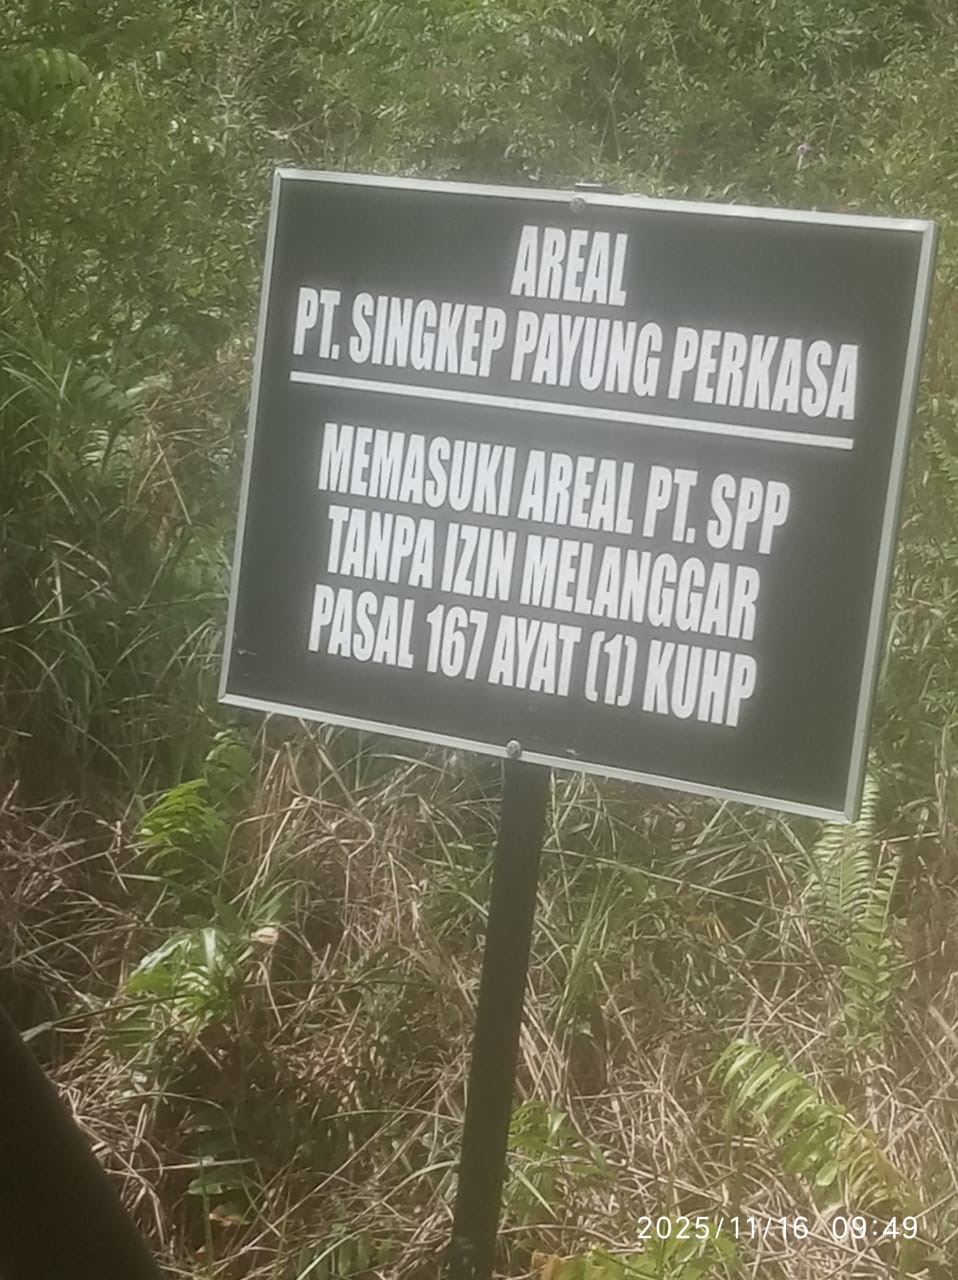 AREAL
PT. SINGKEP PAYUNG PERKASA
MEMASUKI AREAL PT. SPP
TANPA IZIN MELANGGAR
PASAL 167 AYAT (1) KUHP
2025/11/16 09:49